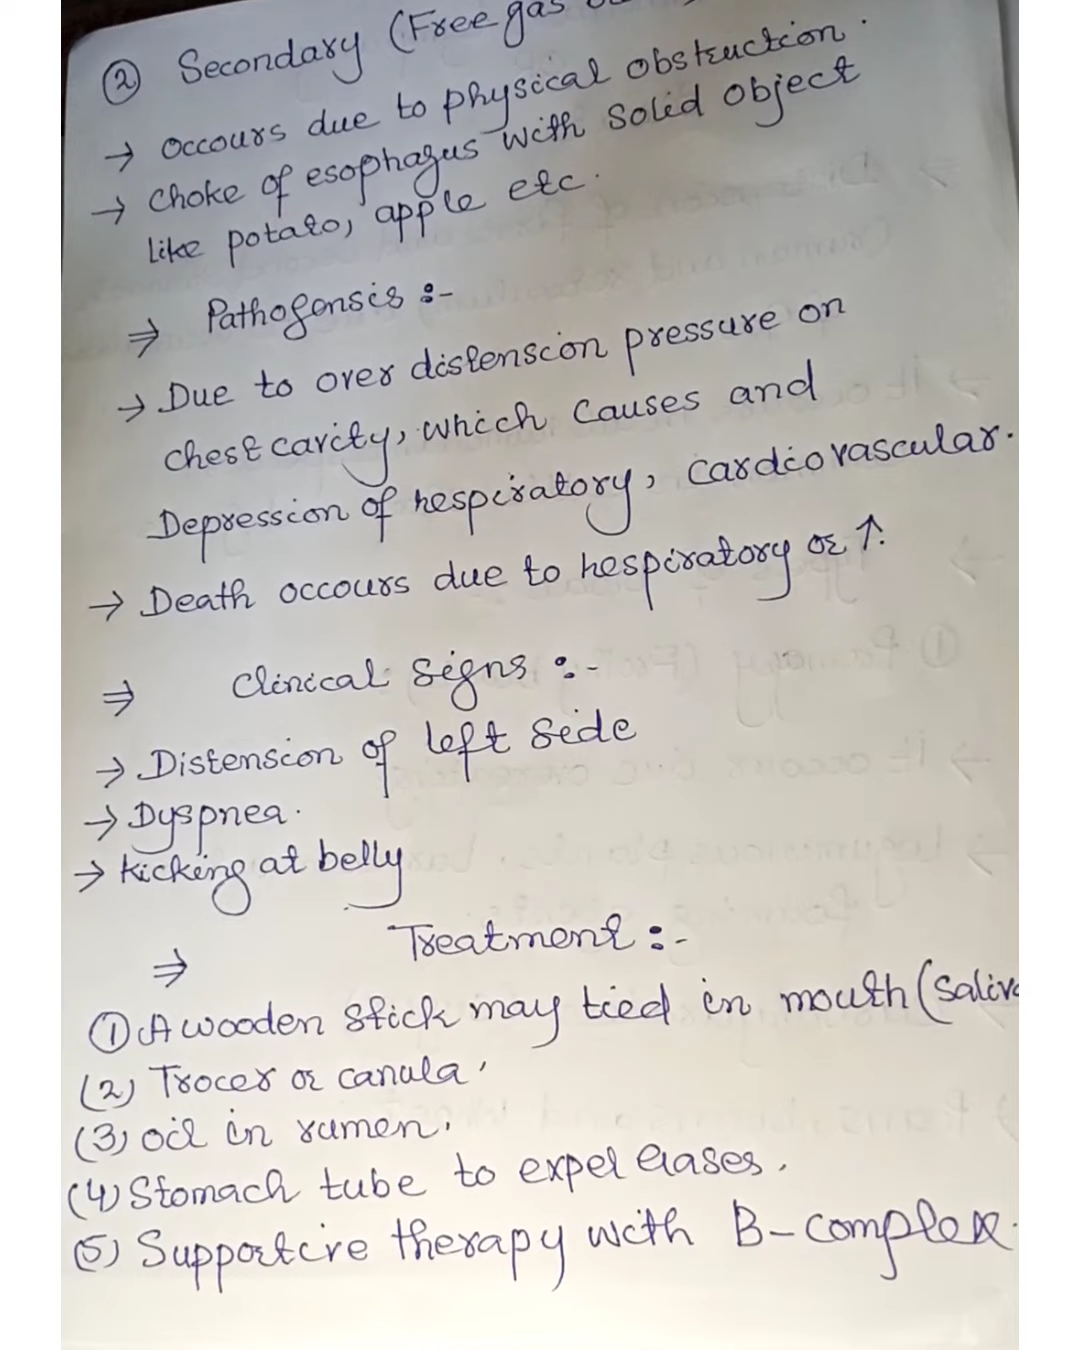 ② Secondary (Free gas
→ occours due to physical obstruction.
→ choke of esophagus with solid object
like potato, apple etc.
⇒ Pathogensis :-
→ Due to over distension pressure on
chest cavity, which causes and
Depression of respiratory, cardiovascular.
→ Death occours due to respiratory or ↑.
⇒ Clinical signs :-
→ Distension of left side
→ Dyspnea.
→ kicking at belly
⇒ Treatment :-
① A wooden stick may tied in mouth (saliva
(2) Trocer or canula,
(3) oil in rumen.
(4) Stomach tube to expel gases.
(5) Supportive therapy with B-complex.